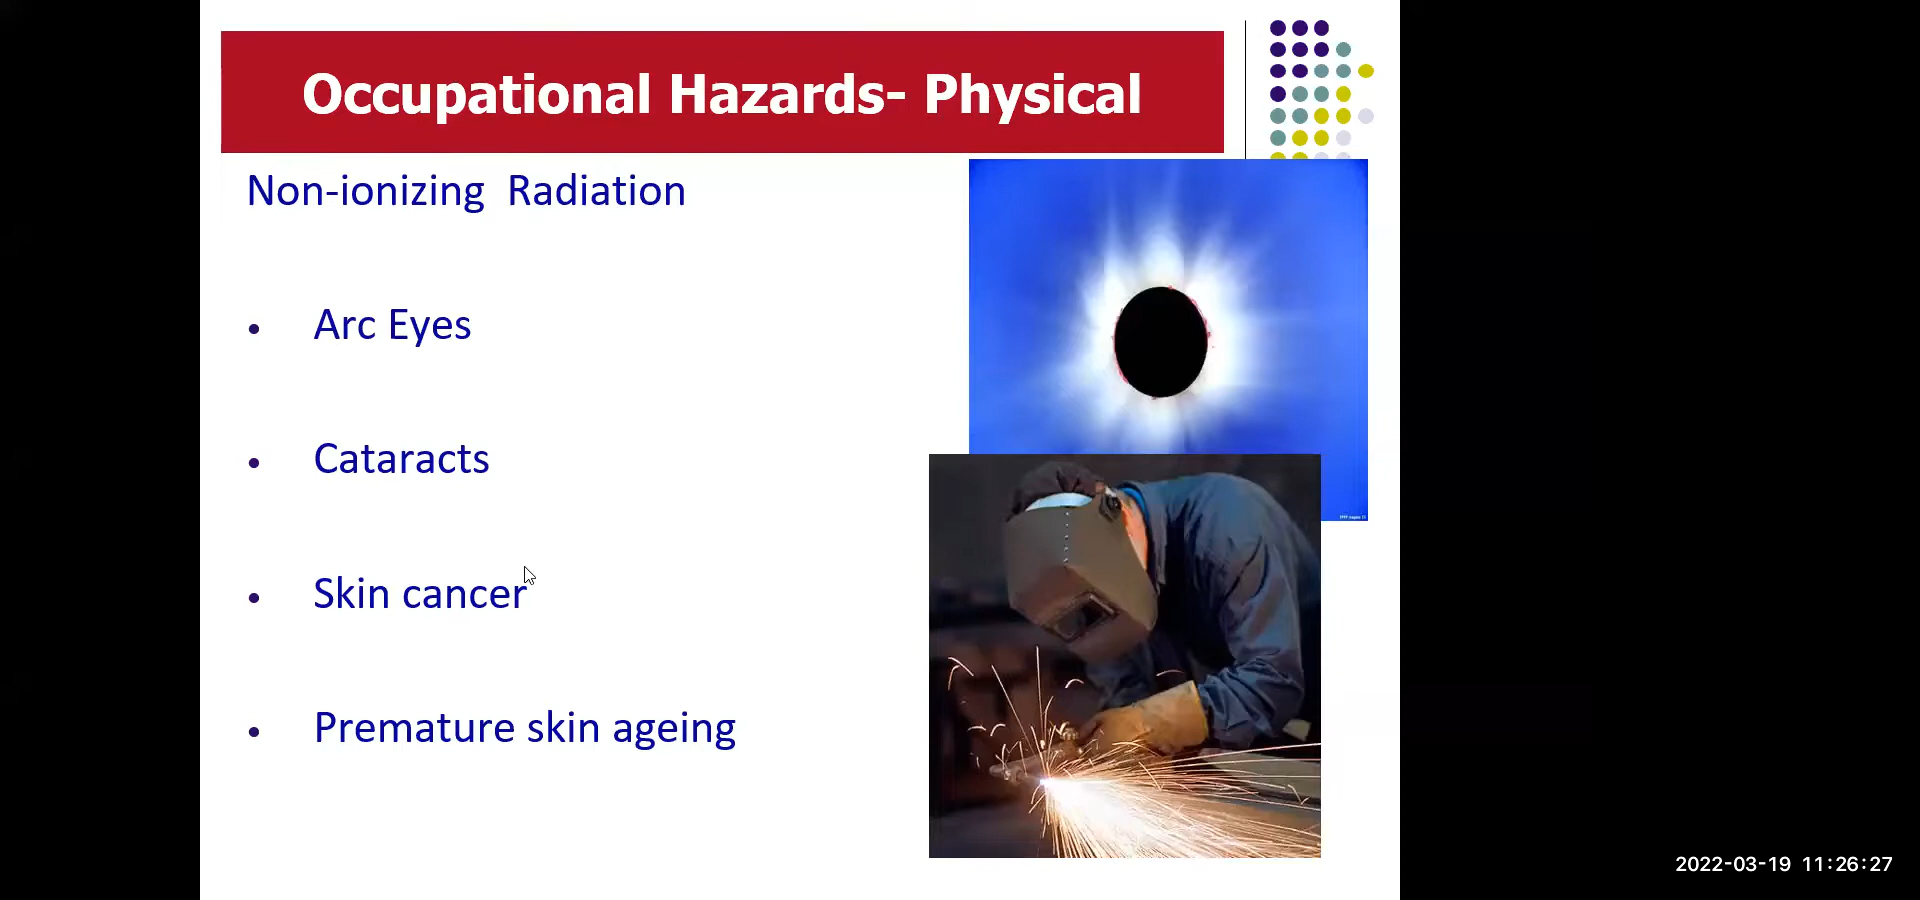 Occupational Hazards- Physical
Non-ionizing Radiation
• Arc Eyes
• Cataracts
• Skin cancer
• Premature skin ageing
2022-03-19 11:26:27